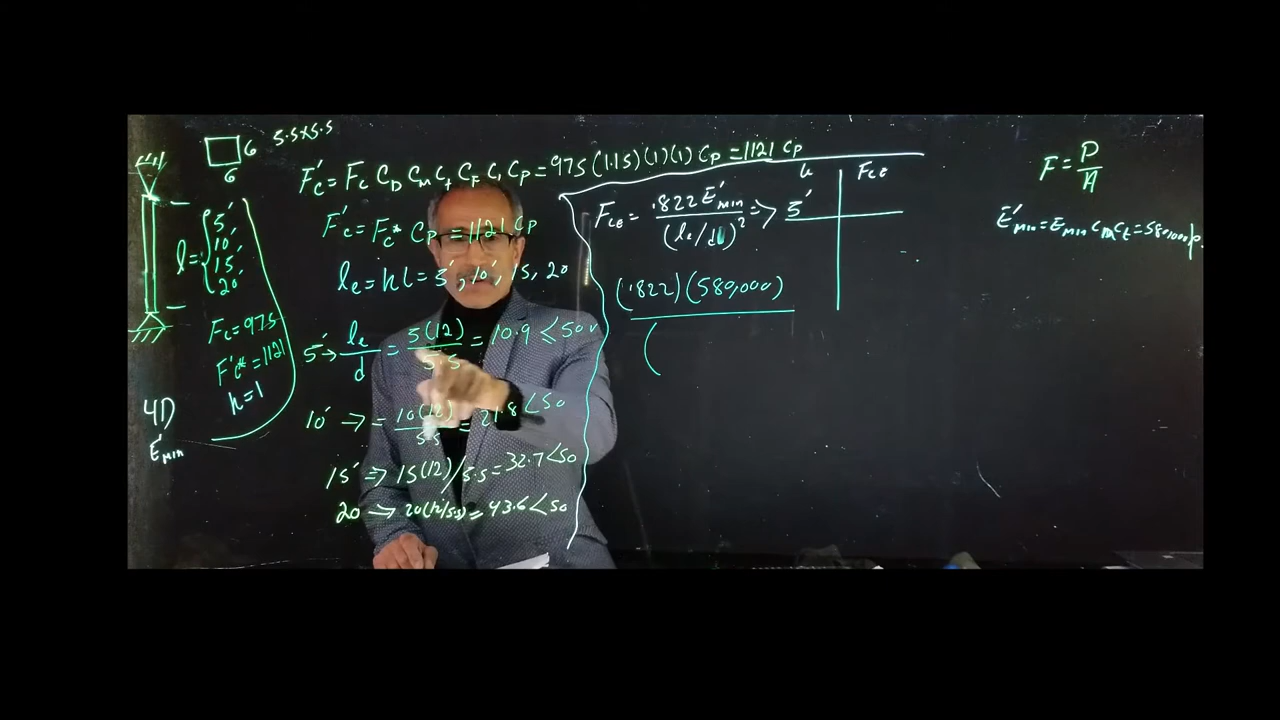 6
6
5.5x5.5
l = { 5', 10', 15', 20'
Fc = 975
F'c* = 1121
k = 1
4D
E'min
F'c = Fc CD CM Ct CF Ci CP = 975 (1.15)(1)(1) CP = 1121 CP
F'c = Fc* CP = 1121 CP
le = kl = 5', 10', 15, 20
5' → le/d = 5(12)/5.5 = 10.9 ≤ 50 ✓
10' → = 10(12)/5.5 = 21.8 < 50
15' ⇒ 15(12)/5.5 = 32.7 < 50
20 → 20(12/5.5) = 43.6 < 50
FcE = .822 E'min / (le/d)² ⇒
FcE
5'
(.822)(580,000)
(
F = P/A
E'min = Emin CM Ct = 580,000 p